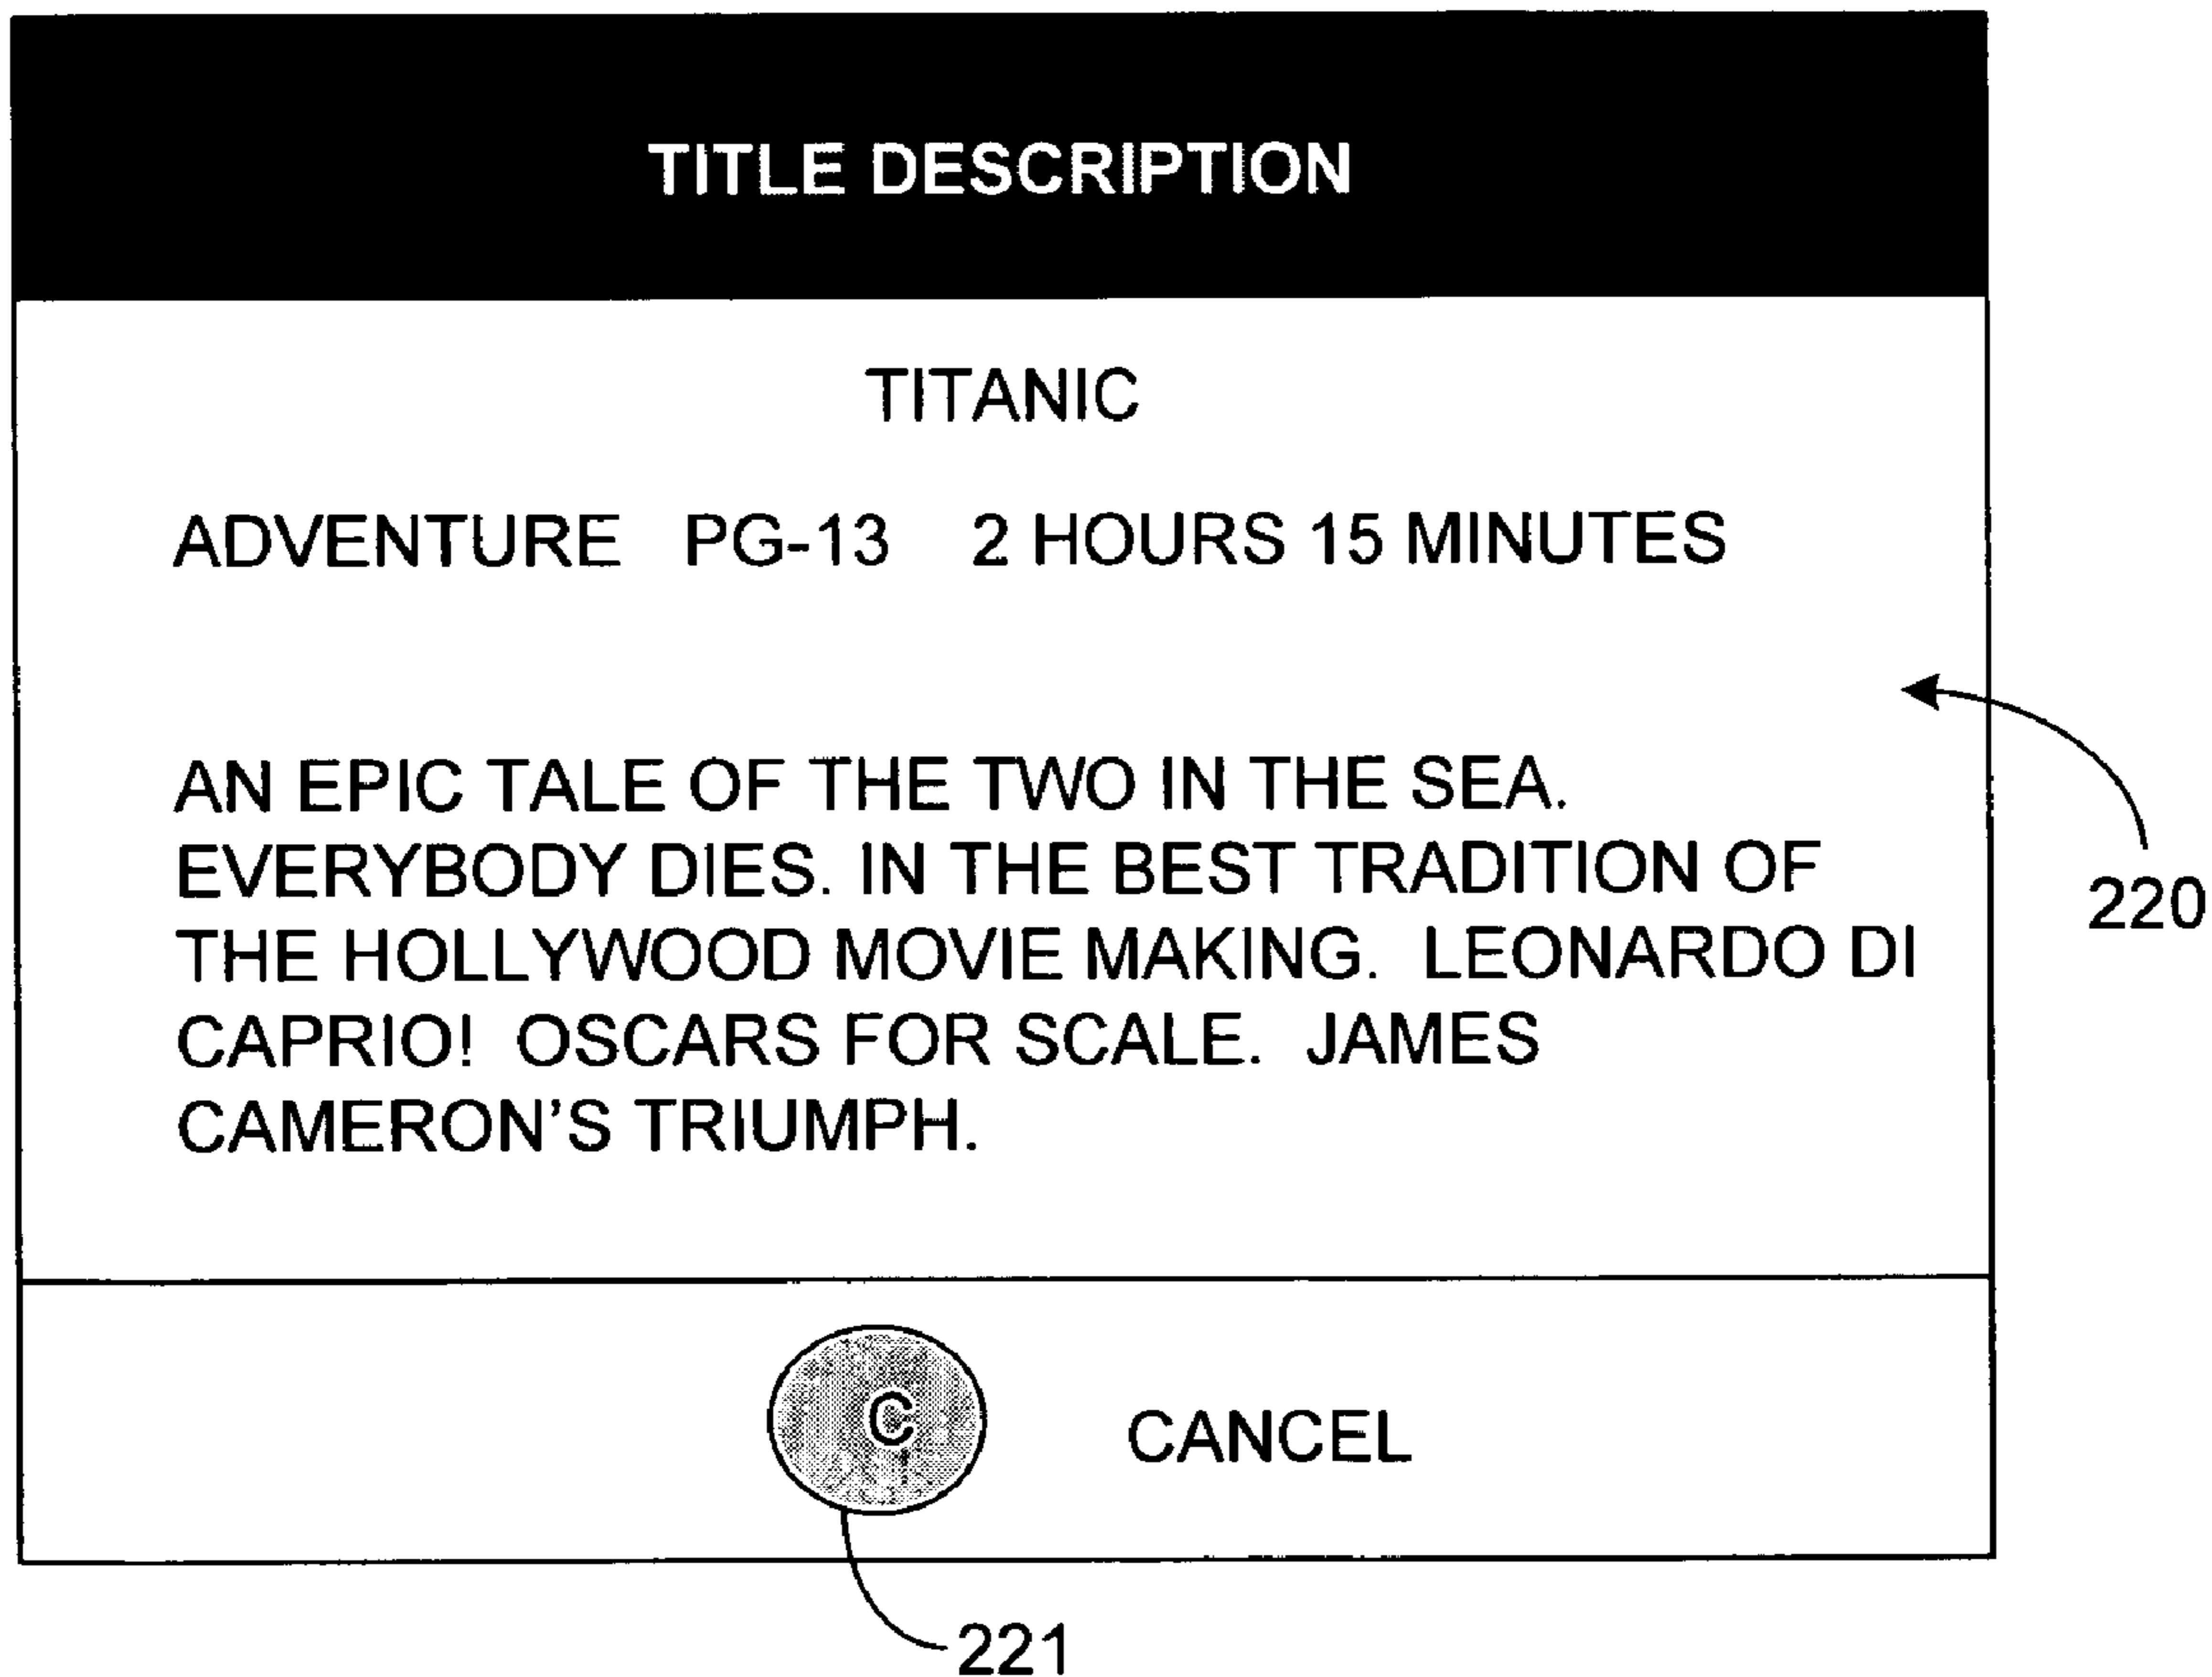 TITLE DESCRIPTION
TITANIC
ADVENTURE PG-13 2 HOURS 15 MINUTES
AN EPIC TALE OF THE TWO IN THE SEA.
EVERYBODY DIES. IN THE BEST TRADITION OF
THE HOLLYWOOD MOVIE MAKING. LEONARDO DI
CAPRIO! OSCARS FOR SCALE. JAMES
CAMERON'S TRIUMPH.
220
C CANCEL
221